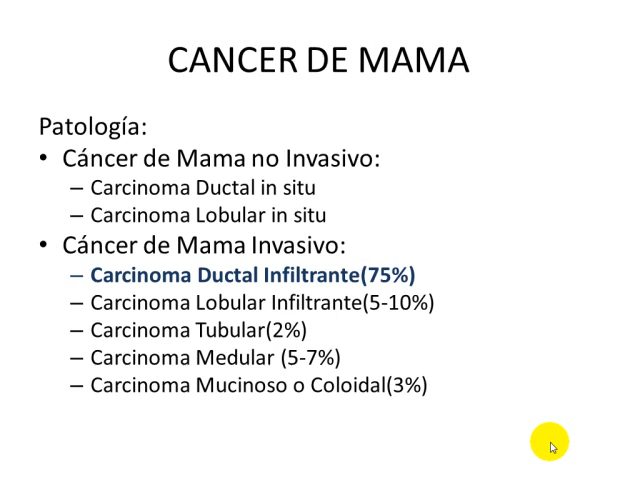 CANCER DE MAMA
Patología:
• Cáncer de Mama no Invasivo:
– Carcinoma Ductal in situ
– Carcinoma Lobular in situ
• Cáncer de Mama Invasivo:
– Carcinoma Ductal Infiltrante(75%)
– Carcinoma Lobular Infiltrante(5-10%)
– Carcinoma Tubular(2%)
– Carcinoma Medular (5-7%)
– Carcinoma Mucinoso o Coloidal(3%)